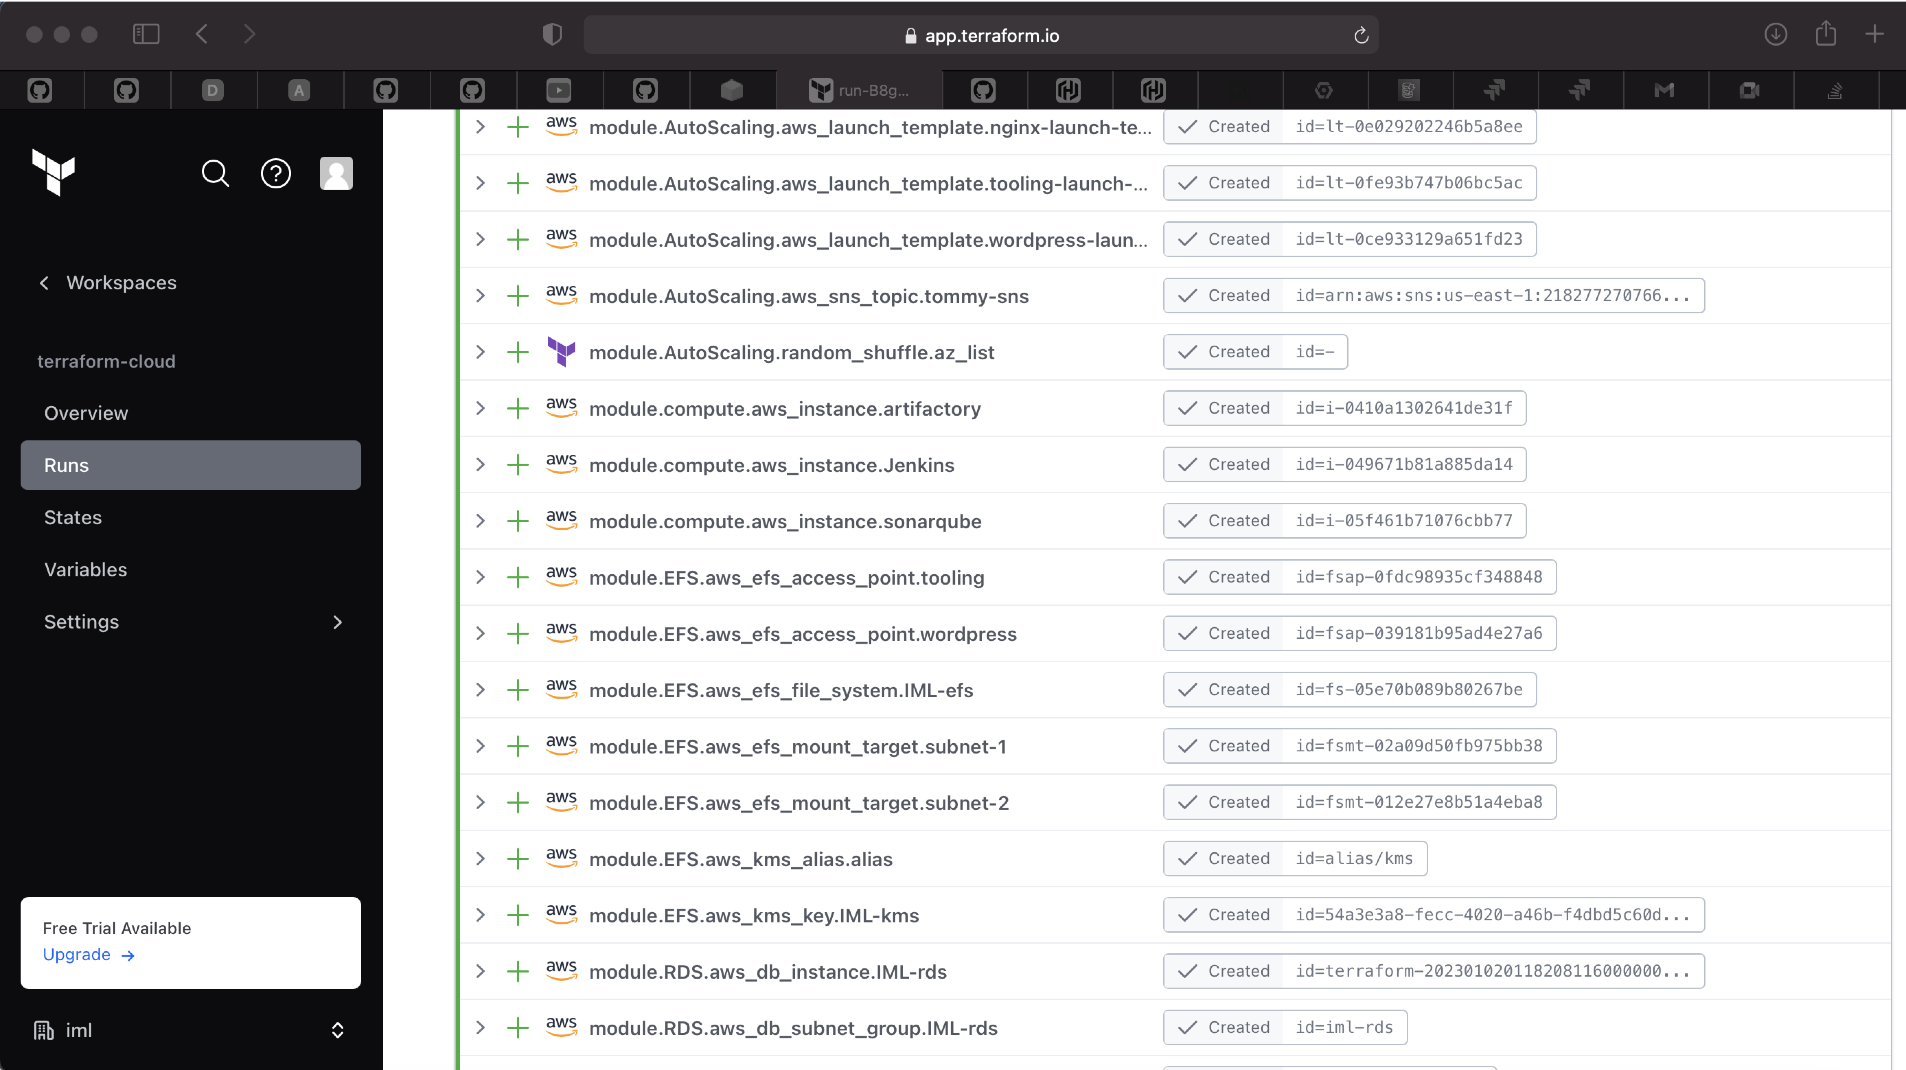 app.terraform.io
D
A
run-B8g...
Workspaces
terraform-cloud
Overview
Runs
States
Variables
Settings
Free Trial Available
Upgrade →
iml
aws module.AutoScaling.aws_launch_template.nginx-launch-te... Created id=lt-0e029202246b5a8ee
aws module.AutoScaling.aws_launch_template.tooling-launch-... Created id=lt-0fe93b747b06bc5ac
aws module.AutoScaling.aws_launch_template.wordpress-laun... Created id=lt-0ce933129a651fd23
aws module.AutoScaling.aws_sns_topic.tommy-sns Created id=arn:aws:sns:us-east-1:218277270766...
module.AutoScaling.random_shuffle.az_list Created id=-
aws module.compute.aws_instance.artifactory Created id=i-0410a1302641de31f
aws module.compute.aws_instance.Jenkins Created id=i-049671b81a885da14
aws module.compute.aws_instance.sonarqube Created id=i-05f461b71076cbb77
aws module.EFS.aws_efs_access_point.tooling Created id=fsap-0fdc98935cf348848
aws module.EFS.aws_efs_access_point.wordpress Created id=fsap-039181b95ad4e27a6
aws module.EFS.aws_efs_file_system.IML-efs Created id=fs-05e70b089b80267be
aws module.EFS.aws_efs_mount_target.subnet-1 Created id=fsmt-02a09d50fb975bb38
aws module.EFS.aws_efs_mount_target.subnet-2 Created id=fsmt-012e27e8b51a4eba8
aws module.EFS.aws_kms_alias.alias Created id=alias/kms
aws module.EFS.aws_kms_key.IML-kms Created id=54a3e3a8-fecc-4020-a46b-f4dbd5c60d...
aws module.RDS.aws_db_instance.IML-rds Created id=terraform-202301020118208116000000...
aws module.RDS.aws_db_subnet_group.IML-rds Created id=iml-rds